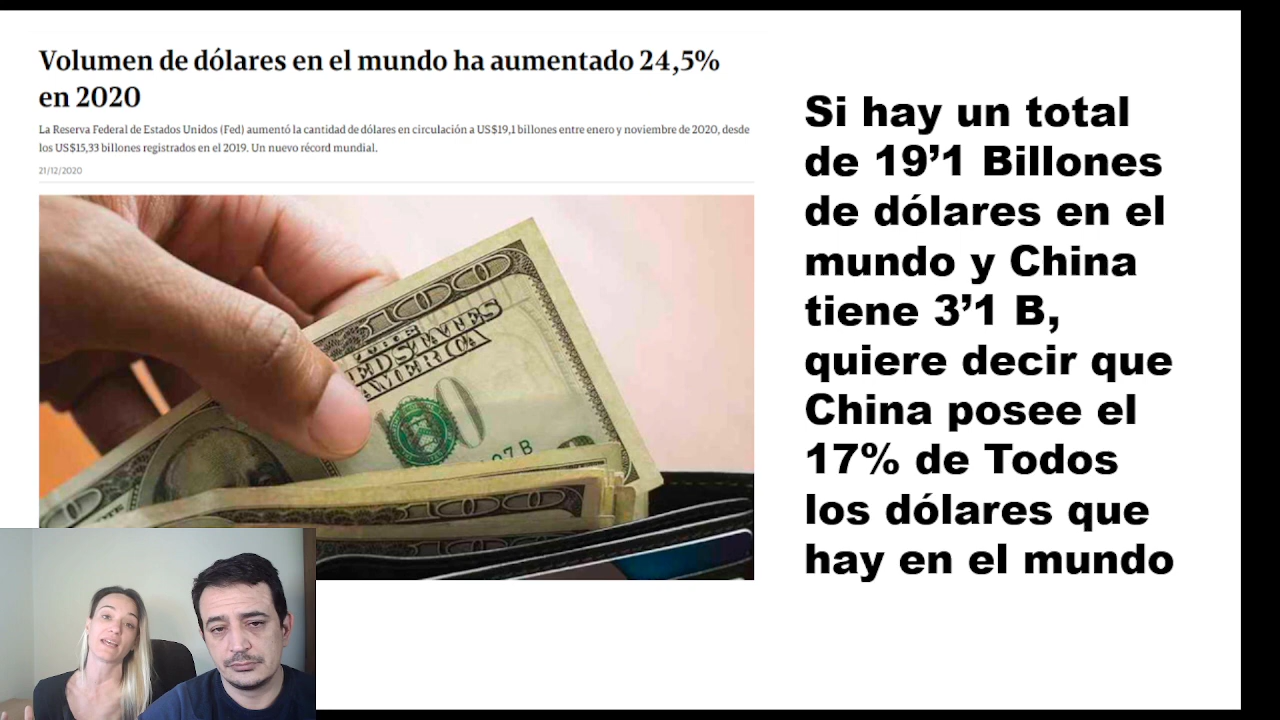 Volumen de dólares en el mundo ha aumentado 24,5%
en 2020
La Reserva Federal de Estados Unidos (Fed) aumentó la cantidad de dólares en circulación a US$19,1 billones entre enero y noviembre de 2020, desde
los US$15,33 billones registrados en el 2019. Un nuevo récord mundial.
21/12/2020
Si hay un total
de 19’1 Billones
de dólares en el
mundo y China
tiene 3’1 B,
quiere decir que
China posee el
17% de Todos
los dólares que
hay en el mundo
100
AMERICA
100
07 B